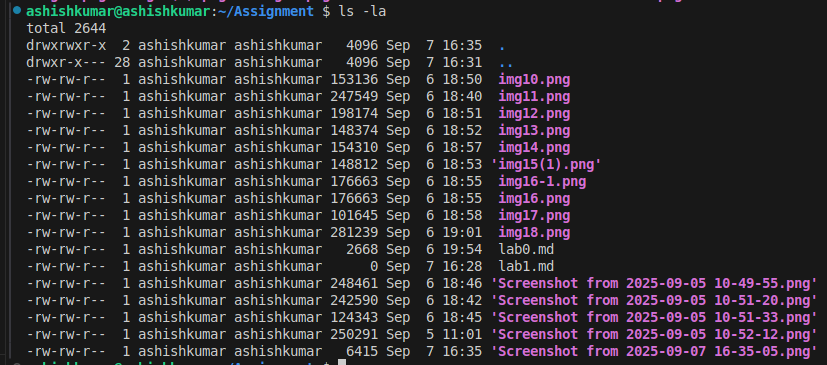 ashishkumar@ashishkumar:~/Assignment $ ls -la
total 2644
drwxrwxr-x  2 ashishkumar ashishkumar   4096 Sep  7 16:35  .
drwxr-x--- 28 ashishkumar ashishkumar   4096 Sep  7 16:31  ..
-rw-rw-r--  1 ashishkumar ashishkumar 153136 Sep  6 18:50  img10.png
-rw-rw-r--  1 ashishkumar ashishkumar 247549 Sep  6 18:40  img11.png
-rw-rw-r--  1 ashishkumar ashishkumar 198174 Sep  6 18:51  img12.png
-rw-rw-r--  1 ashishkumar ashishkumar 148374 Sep  6 18:52  img13.png
-rw-rw-r--  1 ashishkumar ashishkumar 154310 Sep  6 18:57  img14.png
-rw-rw-r--  1 ashishkumar ashishkumar 148812 Sep  6 18:53 'img15(1).png'
-rw-rw-r--  1 ashishkumar ashishkumar 176663 Sep  6 18:55  img16-1.png
-rw-rw-r--  1 ashishkumar ashishkumar 176663 Sep  6 18:55  img16.png
-rw-rw-r--  1 ashishkumar ashishkumar 101645 Sep  6 18:58  img17.png
-rw-rw-r--  1 ashishkumar ashishkumar 281239 Sep  6 19:01  img18.png
-rw-rw-r--  1 ashishkumar ashishkumar   2668 Sep  6 19:54  lab0.md
-rw-rw-r--  1 ashishkumar ashishkumar      0 Sep  7 16:28  lab1.md
-rw-rw-r--  1 ashishkumar ashishkumar 248461 Sep  6 18:46 'Screenshot from 2025-09-05 10-49-55.png'
-rw-rw-r--  1 ashishkumar ashishkumar 242590 Sep  6 18:42 'Screenshot from 2025-09-05 10-51-20.png'
-rw-rw-r--  1 ashishkumar ashishkumar 124343 Sep  6 18:45 'Screenshot from 2025-09-05 10-51-33.png'
-rw-rw-r--  1 ashishkumar ashishkumar 250291 Sep  5 11:01 'Screenshot from 2025-09-05 10-52-12.png'
-rw-rw-r--  1 ashishkumar ashishkumar   6415 Sep  7 16:35 'Screenshot from 2025-09-07 16-35-05.png'
ashishkumar@ashishkumar:~/Assignment $